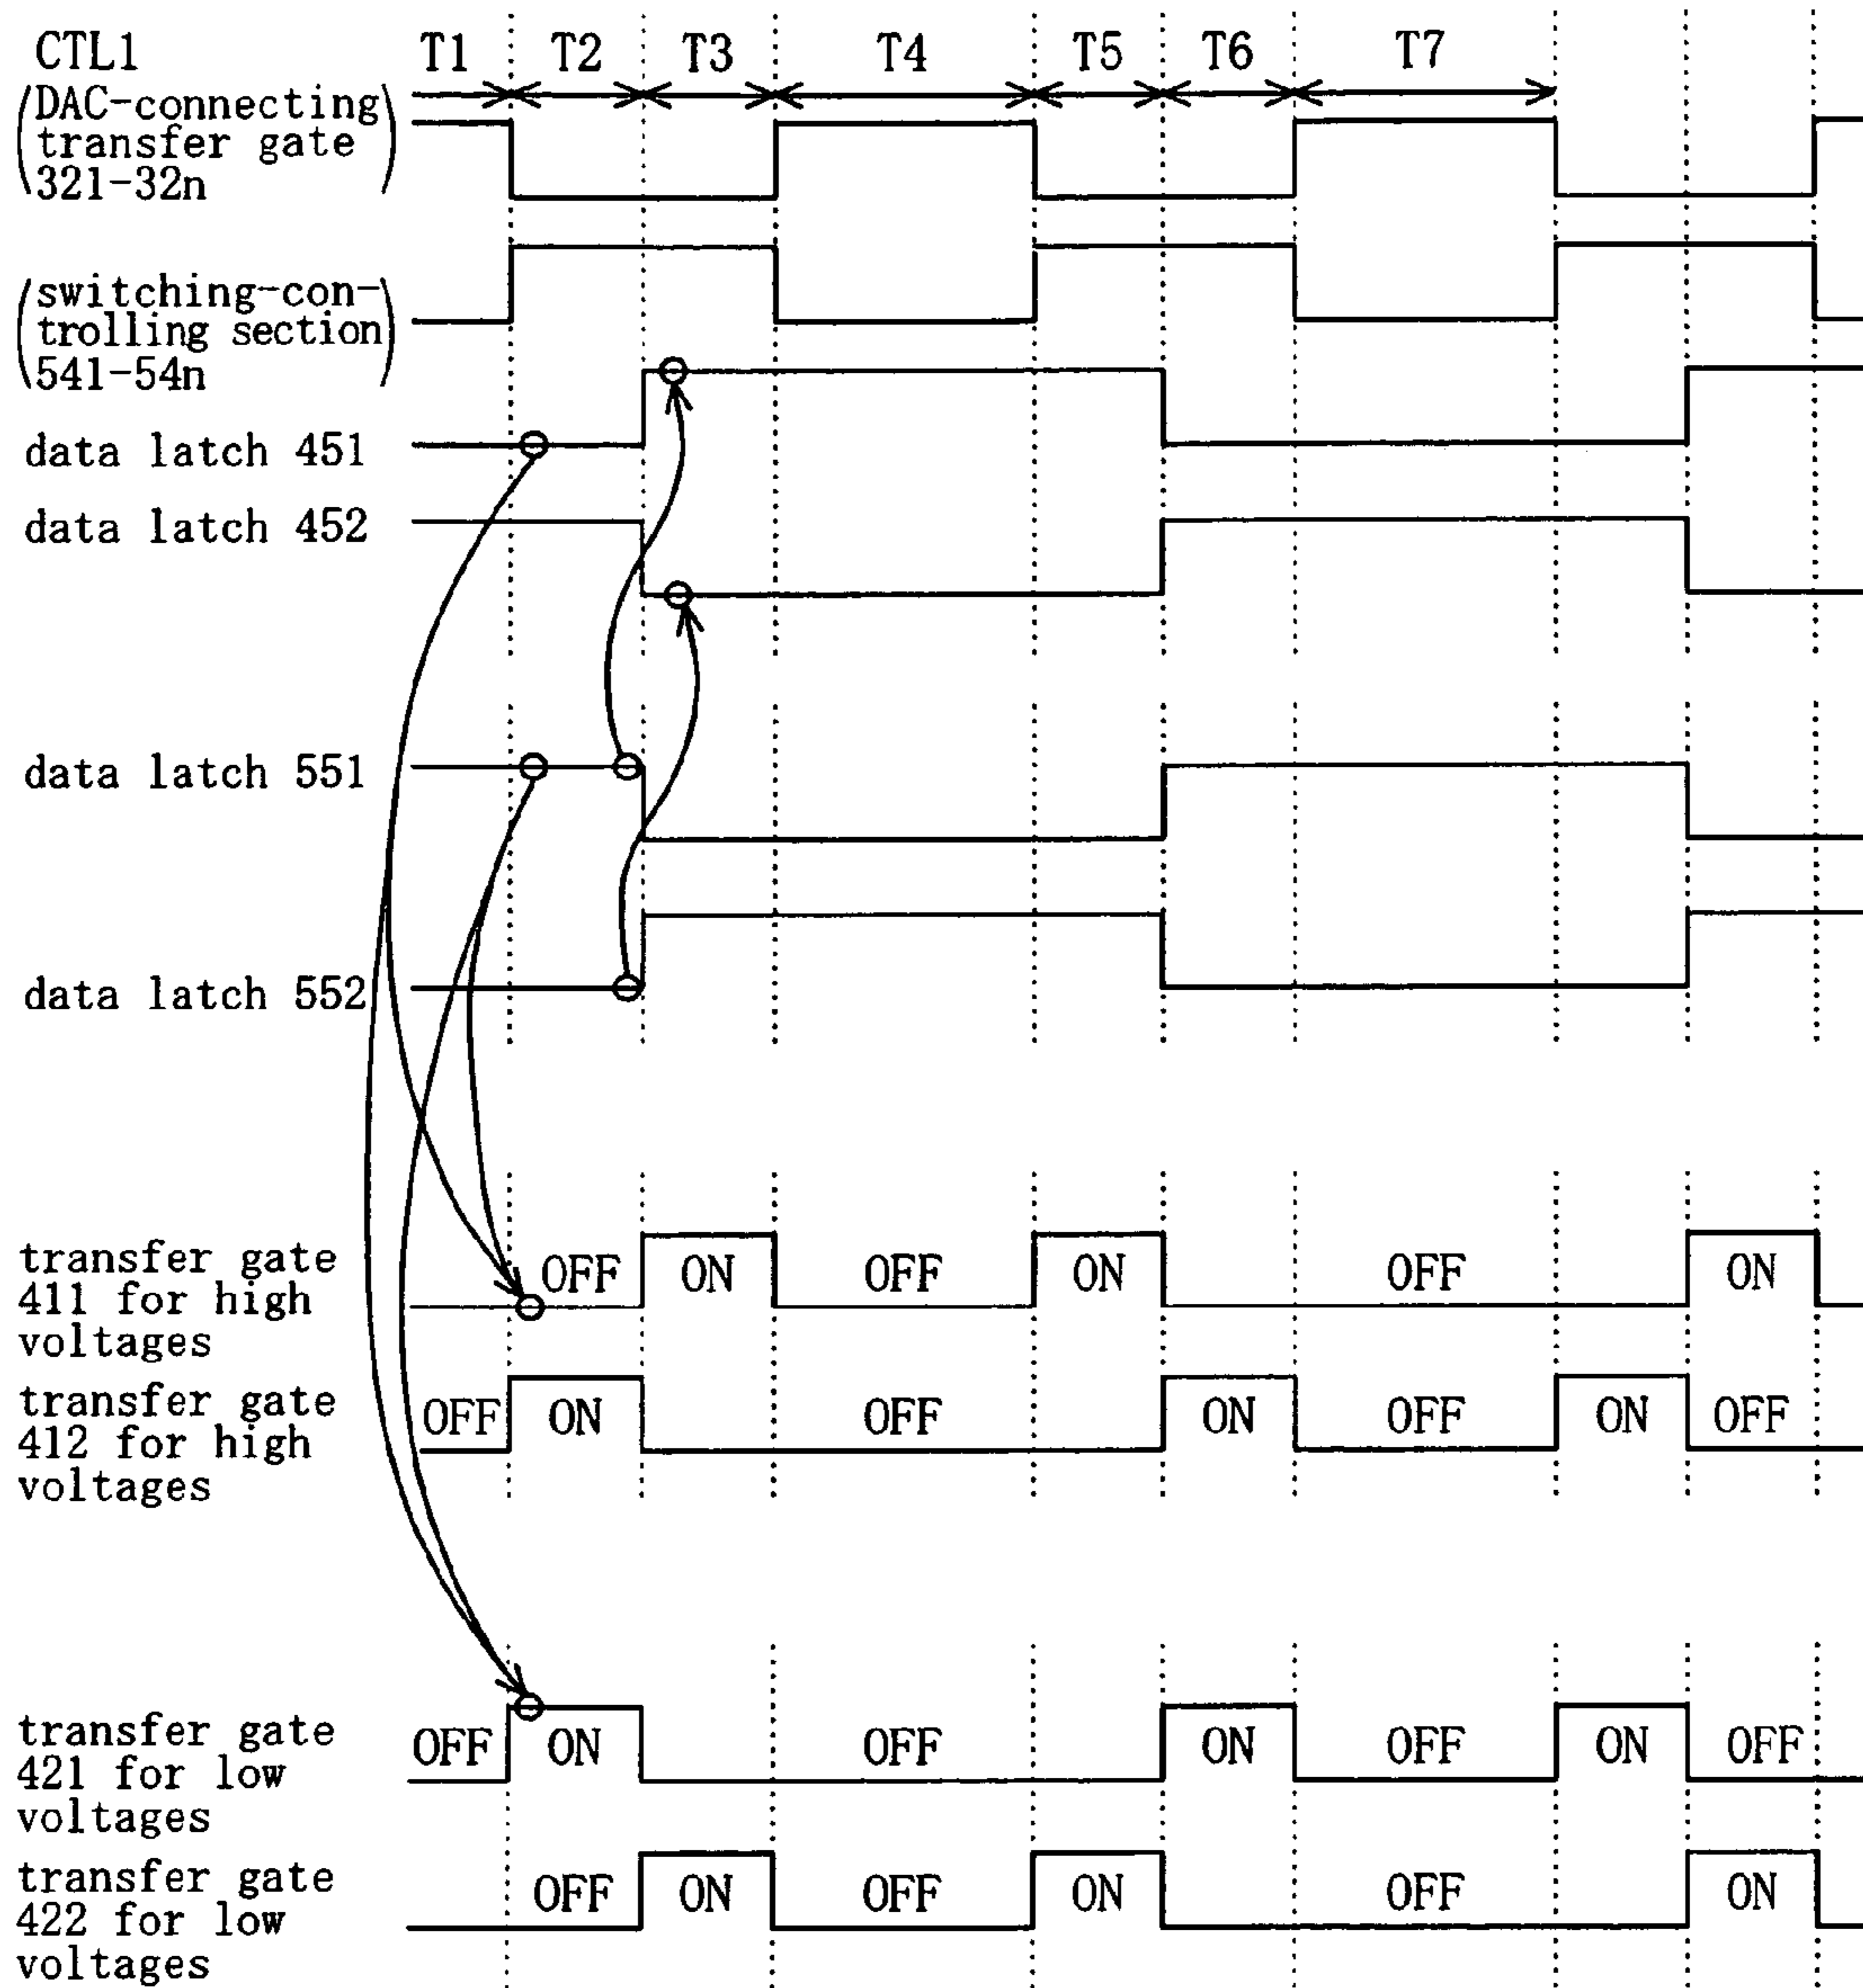 CTL1
T1 T2 T3 T4 T5 T6 T7
(DAC-connecting
transfer gate
321-32n)
(switching-con-
trolling section
541-54n)
data latch 451
data latch 452
data latch 551
data latch 552
transfer gate
411 for high
voltages
OFF ON OFF ON OFF ON
transfer gate
412 for high
voltages
OFF ON OFF ON OFF ON OFF
transfer gate
421 for low
voltages
OFF ON OFF ON OFF ON OFF
transfer gate
422 for low
voltages
OFF ON OFF ON OFF ON